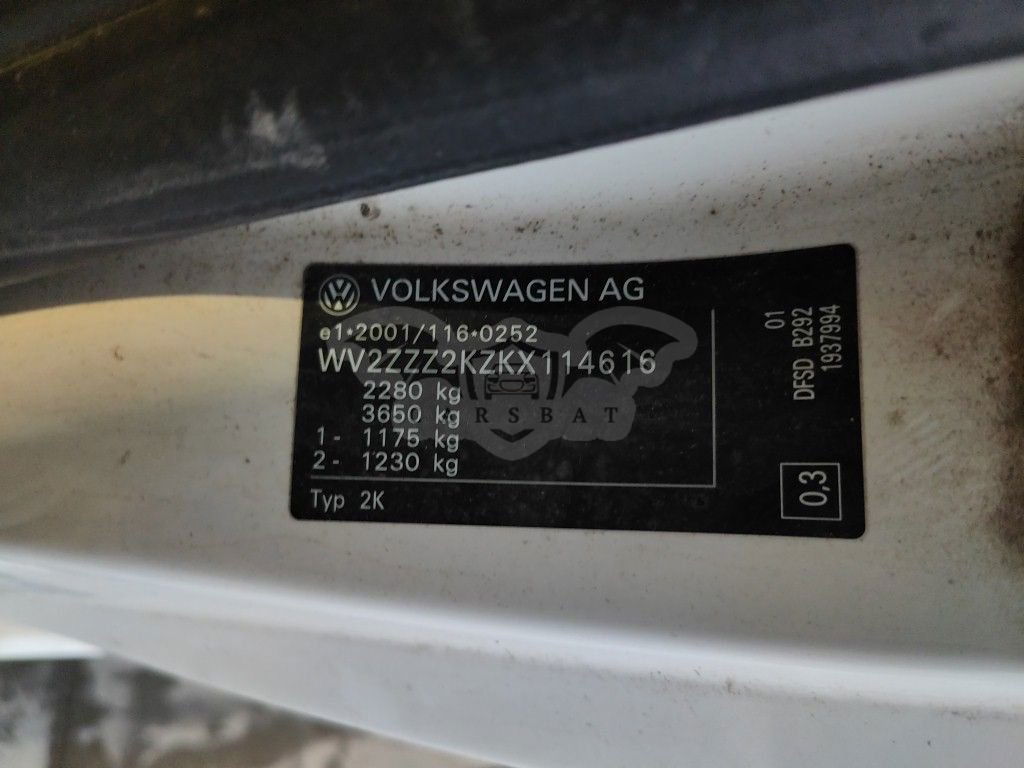 VOLKSWAGEN AG
e1*2001/116*0252
WV2ZZZ2KZKX114616
2280 kg
3650 kg
1- 1175 kg
2- 1230 kg
Typ 2K
01
DFSD B292
1937994
0,3
RSBAT